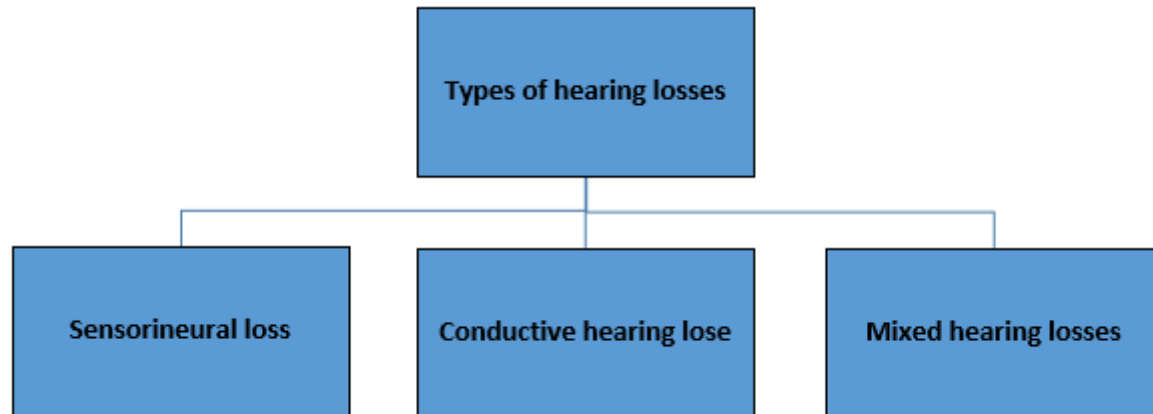 Types of hearing losses
Sensorineural loss
Conductive hearing lose
Mixed hearing losses